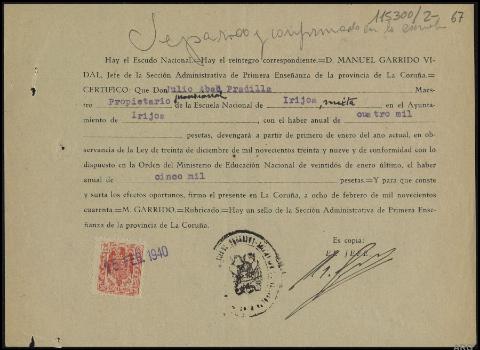 115300/2- 67
Separado y confirmado en la escuela
Hay el Escudo Nacional.—Hay el reintegro correspondiente.—D. MANUEL GARRIDO VI-
DAL, Jefe de la Sección Administrativa de Primera Enseñanza de la provincia de La Coruña.—
CERTIFICO: Que Don Julio Abad Pradilla Maes-
tro Propietario provisional de la Escuela Nacional de Irijoa, mixta en el Ayunta-
miento de Irijoa, con el haber anual de cuatro mil
pesetas, devengará a partir de primero de enero del año actual, en ob-
servancia de la Ley de treinta de diciembre de mil novecientos treinta y nueve y de conformidad con
lo dispuesto en la Orden del Ministerio de Educación Nacional de veintidós de enero último, el haber
anual de cinco mil pesetas.—Y para que conste
y surta los efectos oportunos, firmo el presente en La Coruña, a ocho de febrero de mil novecientos
cuarenta.—M. GARRIDO.—Rubricado.—Hay un sello de la Sección Administrativa de Primera Ense-
ñanza de la provincia de La Coruña.
Es copia:
EL JEFE
15 FEB 1940